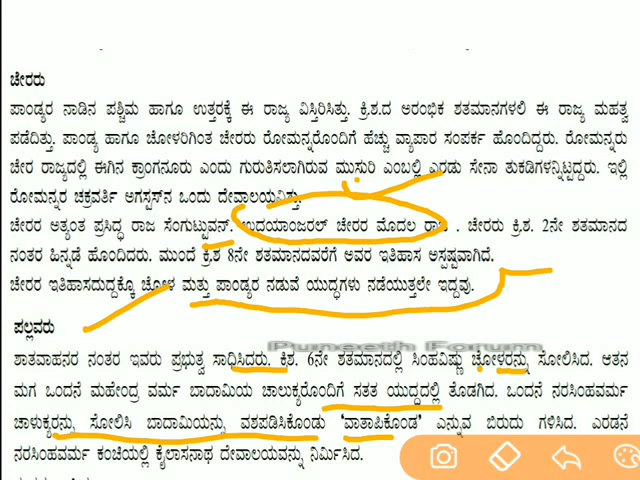 ಚೇರರು
ಪಾಂಡ್ಯರ ನಾಡಿನ ಪಶ್ಚಿಮ ಹಾಗೂ ಉತ್ತರಕ್ಕೆ ಈ ರಾಜ್ಯ ವಿಸ್ತಿರಿಸಿತ್ತು. ಕ್ರಿ.ಶ.ದ ಅರಂಭಿಕ ಶತಮಾನಗಳಲಿ ಈ ರಾಜ್ಯ ಮಹತ್ವ
ಪಡೆದಿತ್ತು. ಪಾಂಡ್ಯ ಹಾಗೂ ಚೋಳರಿಗಿಂತ ಚೇರರು ರೋಮನ್ನರೊಂದಿಗೆ ಹೆಚ್ಚು ವ್ಯಾಪಾರ ಸಂಪರ್ಕ ಹೊಂದಿದ್ದರು. ರೋಮನ್ನರು
ಚೇರ ರಾಜ್ಯದಲ್ಲಿ ಈಗಿನ ಕ್ರಾಂಗನೂರು ಎಂದು ಗುರುತಿಸಲಾಗಿರುವ ಮುಸುರಿ ಎಂಬಲ್ಲಿ ಎರಡು ಸೇನಾ ತುಕಡಿಗಳನ್ನಿಟ್ಟದ್ದರು. ಇಲ್ಲಿ
ರೋಮನ್ನರ ಚಕ್ರವರ್ತಿ ಅಗಸ್ಟಸ್‌ನ ಒಂದು ದೇವಾಲಯವಿತ್ತು.
ಚೇರರ ಅತ್ಯಂತ ಪ್ರಸಿದ್ಧ ರಾಜ ಸೆಂಗುಟ್ಟುವನ್. ಉದಯಾಂಜರಲ್ ಚೇರರ ಮೊದಲ ರಾಜ . ಚೇರರು ಕ್ರಿಶ. 2ನೇ ಶತಮಾನದ
ನಂತರ ಹಿನ್ನಡೆ ಹೊಂದಿದರು. ಮುಂದೆ ಕ್ರಿಶ 8ನೇ ಶತಮಾನದವರೆಗೆ ಅವರ ಇತಿಹಾಸ ಅಸ್ಪಷ್ಟವಾಗಿದೆ.
ಚೇರರ ಇತಿಹಾಸದುದ್ದಕ್ಕೂ ಚೋಳ ಮತ್ತು ಪಾಂಡ್ಯರ ನಡುವೆ ಯುದ್ಧಗಳು ನಡೆಯುತ್ತಲೇ ಇದ್ದವು.
ಪಲ್ಲವರು
Puneeth Forum
ಶಾತವಾಹನರ ನಂತರ ಇವರು ಪ್ರಭುತ್ವ ಸಾಧಿಸಿದರು. ಕ್ರಿಶ. 6ನೇ ಶತಮಾನದಲ್ಲಿ ಸಿಂಹವಿಷ್ಣು ಚೋಳರನ್ನು ಸೋಲಿಸಿದ. ಆತನ
ಮಗ ಒಂದನೆ ಮಹೇಂದ್ರ ವರ್ಮ ಬಾದಾಮಿಯ ಚಾಲುಕ್ಯರೊಂದಿಗೆ ಸತತ ಯುದ್ಧದಲ್ಲಿ ತೊಡಗಿದ. ಒಂದನೆ ನರಸಿಂಹವರ್ಮ
ಚಾಳುಕ್ಯರನ್ನು ಸೋಲಿಸಿ ಬಾದಾಮಿಯನ್ನು ವಶಪಡಿಸಿಕೊಂಡು ‘ವಾತಾಪಿಕೊಂಡ’ ಎನ್ನುವ ಬಿರುದು ಗಳಿಸಿದ. ಎರಡನೆ
ನರಸಿಂಹವರ್ಮ ಕಂಚಿಯಲ್ಲಿ ಕೈಲಾಸನಾಥ ದೇವಾಲಯವನ್ನು ನಿರ್ಮಿಸಿದ.